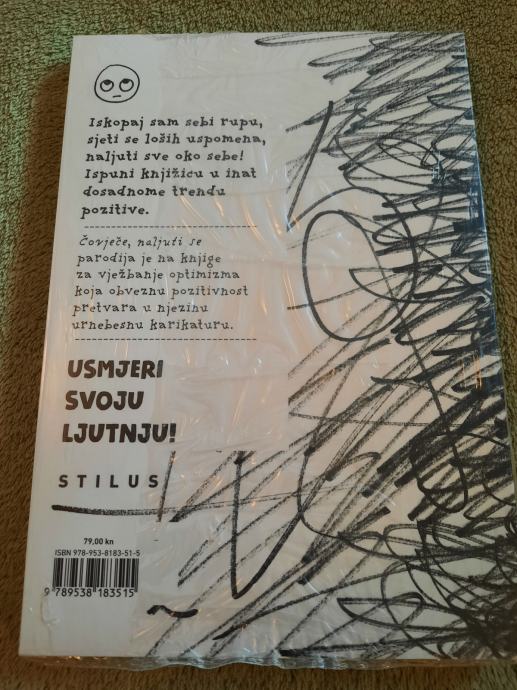 Iskopaj sam sebi rupu,
sjeti se loših uspomena,
naljuti sve oko sebe!
Ispuni knjižicu u inat
dosadnome trendu
pozitive.
Čovječe, naljuti se
parodija je na knjige
za vježbanje optimizma
koja obveznu pozitivnost
pretvara u njezinu
urnebesnu karikaturu.
USMJERI
SVOJU
LJUTNJU!
STILUS
79,00 kn
ISBN 978-953-8183-51-5
9 789538 183515